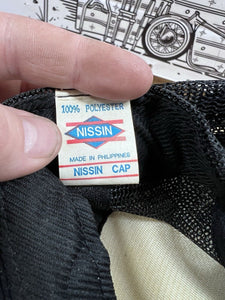 100% POLYESTER
NISSIN
MADE IN PHILIPPINES
NISSIN CAP